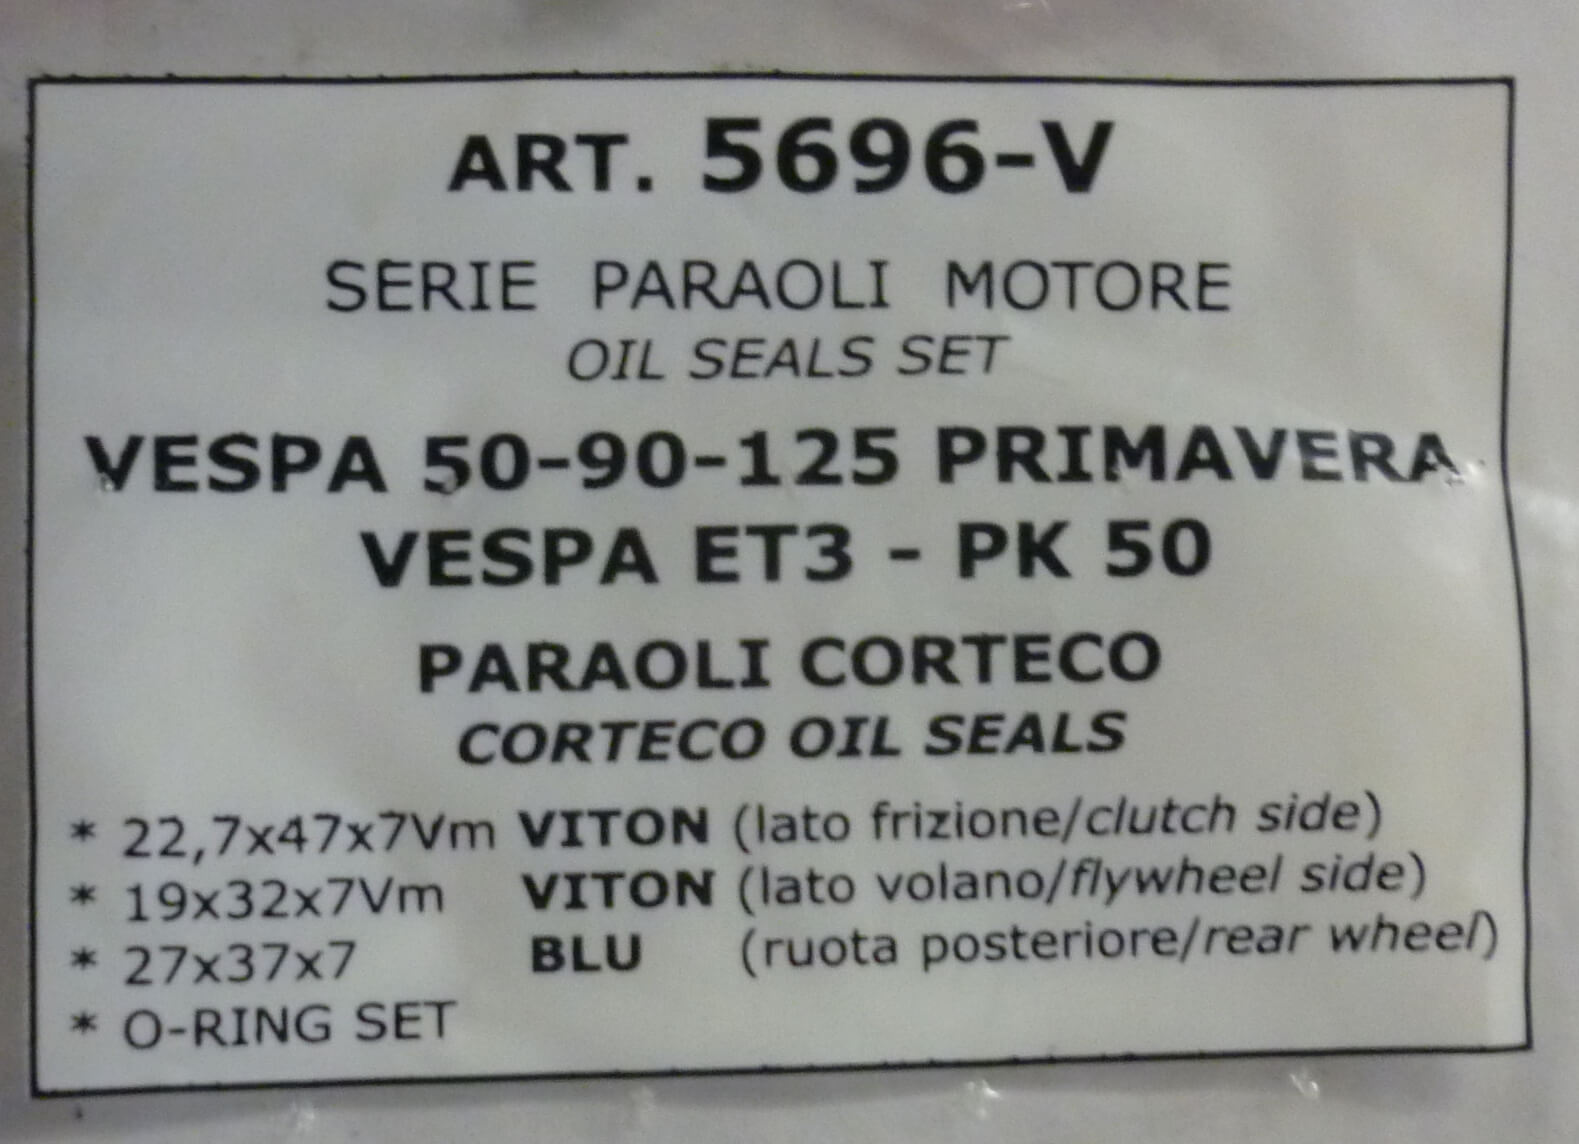 ART. 5696-V
SERIE PARAOLI MOTORE
OIL SEALS SET
VESPA 50-90-125 PRIMAVERA
VESPA ET3 - PK 50
PARAOLI CORTECO
CORTECO OIL SEALS
* 22,7x47x7Vm VITON (lato frizione/clutch side)
* 19x32x7Vm VITON (lato volano/flywheel side)
* 27x37x7 BLU (ruota posteriore/rear wheel)
* O-RING SET